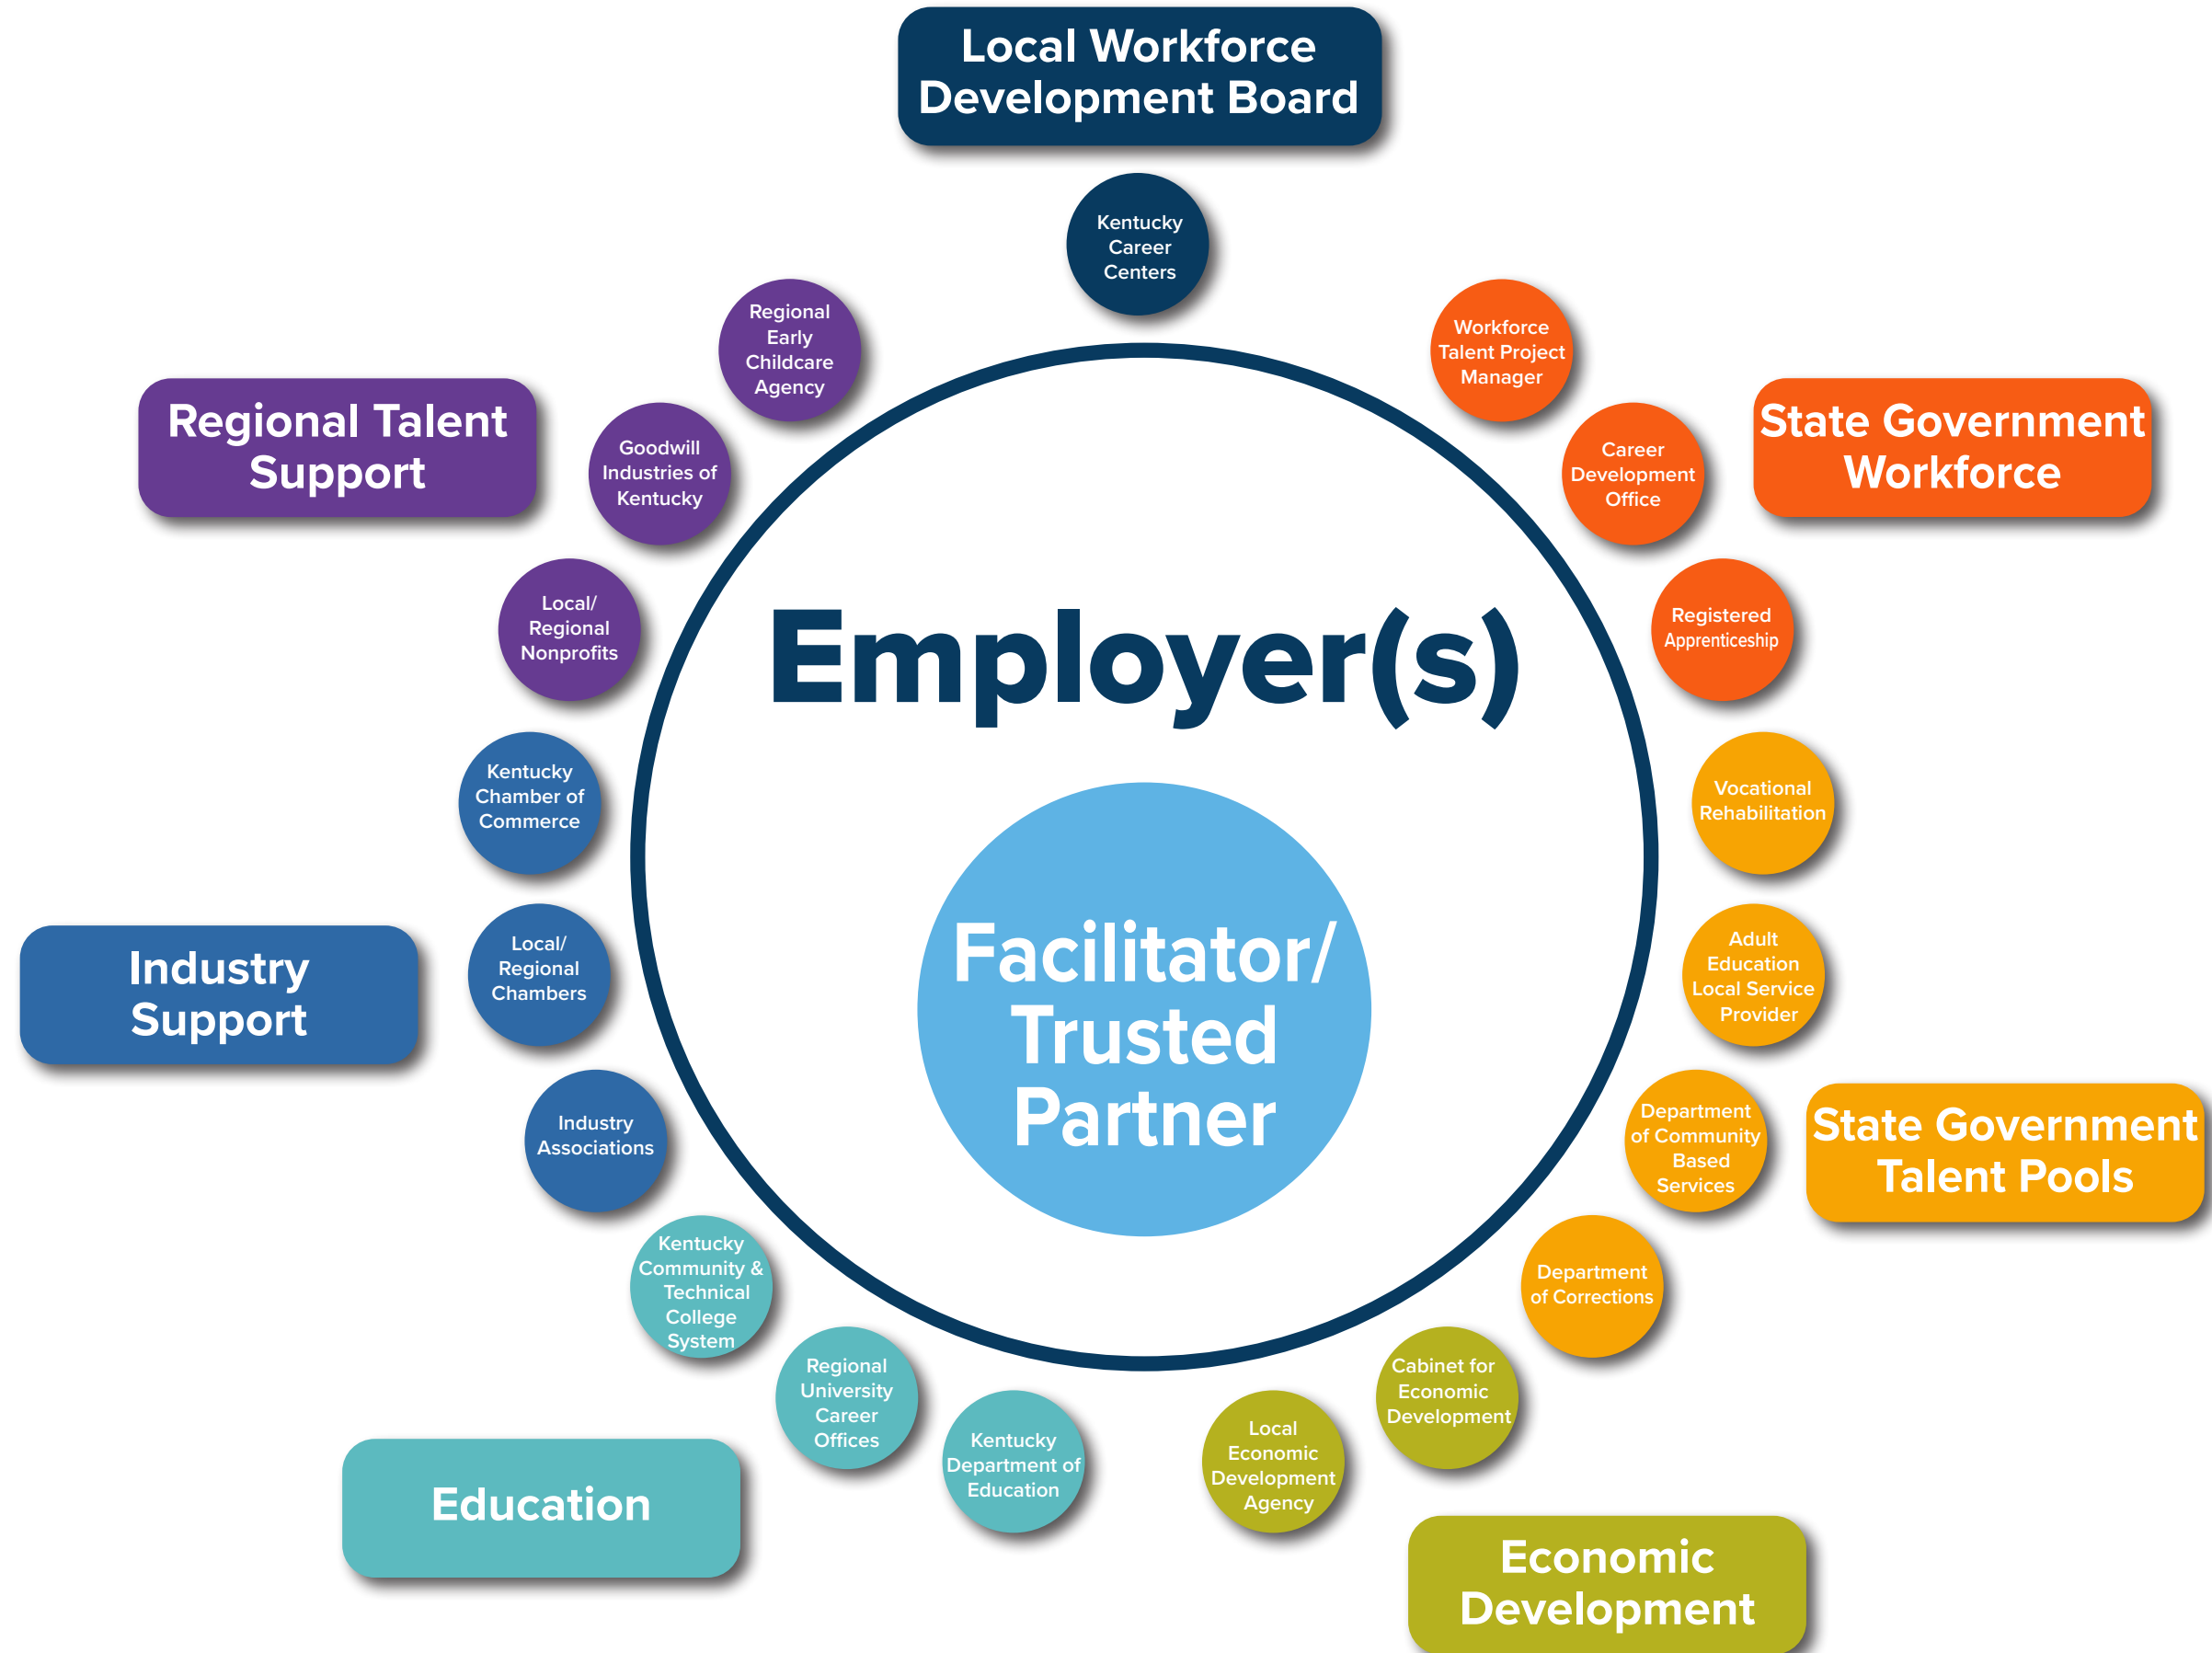 Local Workforce
Development Board
Kentucky
Career
Centers
Regional
Early
Childcare
Agency
Goodwill
Industries of
Kentucky
Local/
Regional
Nonprofits
Regional Talent
Support
Workforce
Talent Project
Manager
Career
Development
Office
Registered
Apprenticeship
State Government
Workforce
Employer(s)
Facilitator/
Trusted
Partner
Kentucky
Chamber of
Commerce
Local/
Regional
Chambers
Industry
Associations
Industry
Support
Vocational
Rehabilitation
Adult
Education
Local Service
Provider
Department
of Community
Based
Services
Department
of Corrections
State Government
Talent Pools
Kentucky
Community &
Technical
College
System
Regional
University
Career
Offices
Kentucky
Department of
Education
Education
Cabinet for
Economic
Development
Local
Economic
Development
Agency
Economic
Development